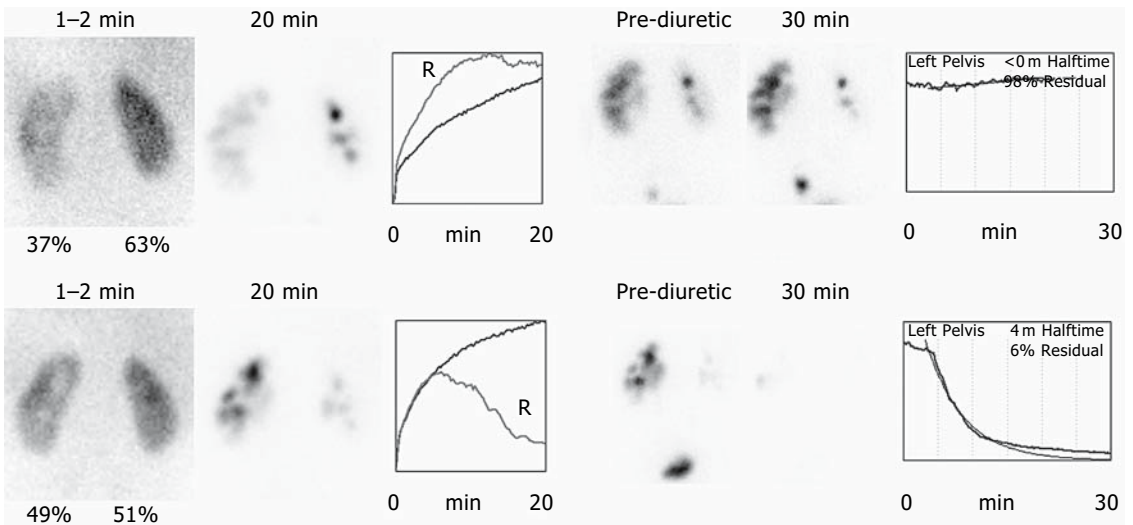 1–2 min 20 min Pre-diuretic 30 min
R
Left Pelvis <0 m Halftime
98% Residual
0 min 20 0 min 30
37% 63%
1–2 min 20 min Pre-diuretic 30 min
Left Pelvis 4 m Halftime
6% Residual
R
0 min 20 0 min 30
49% 51%